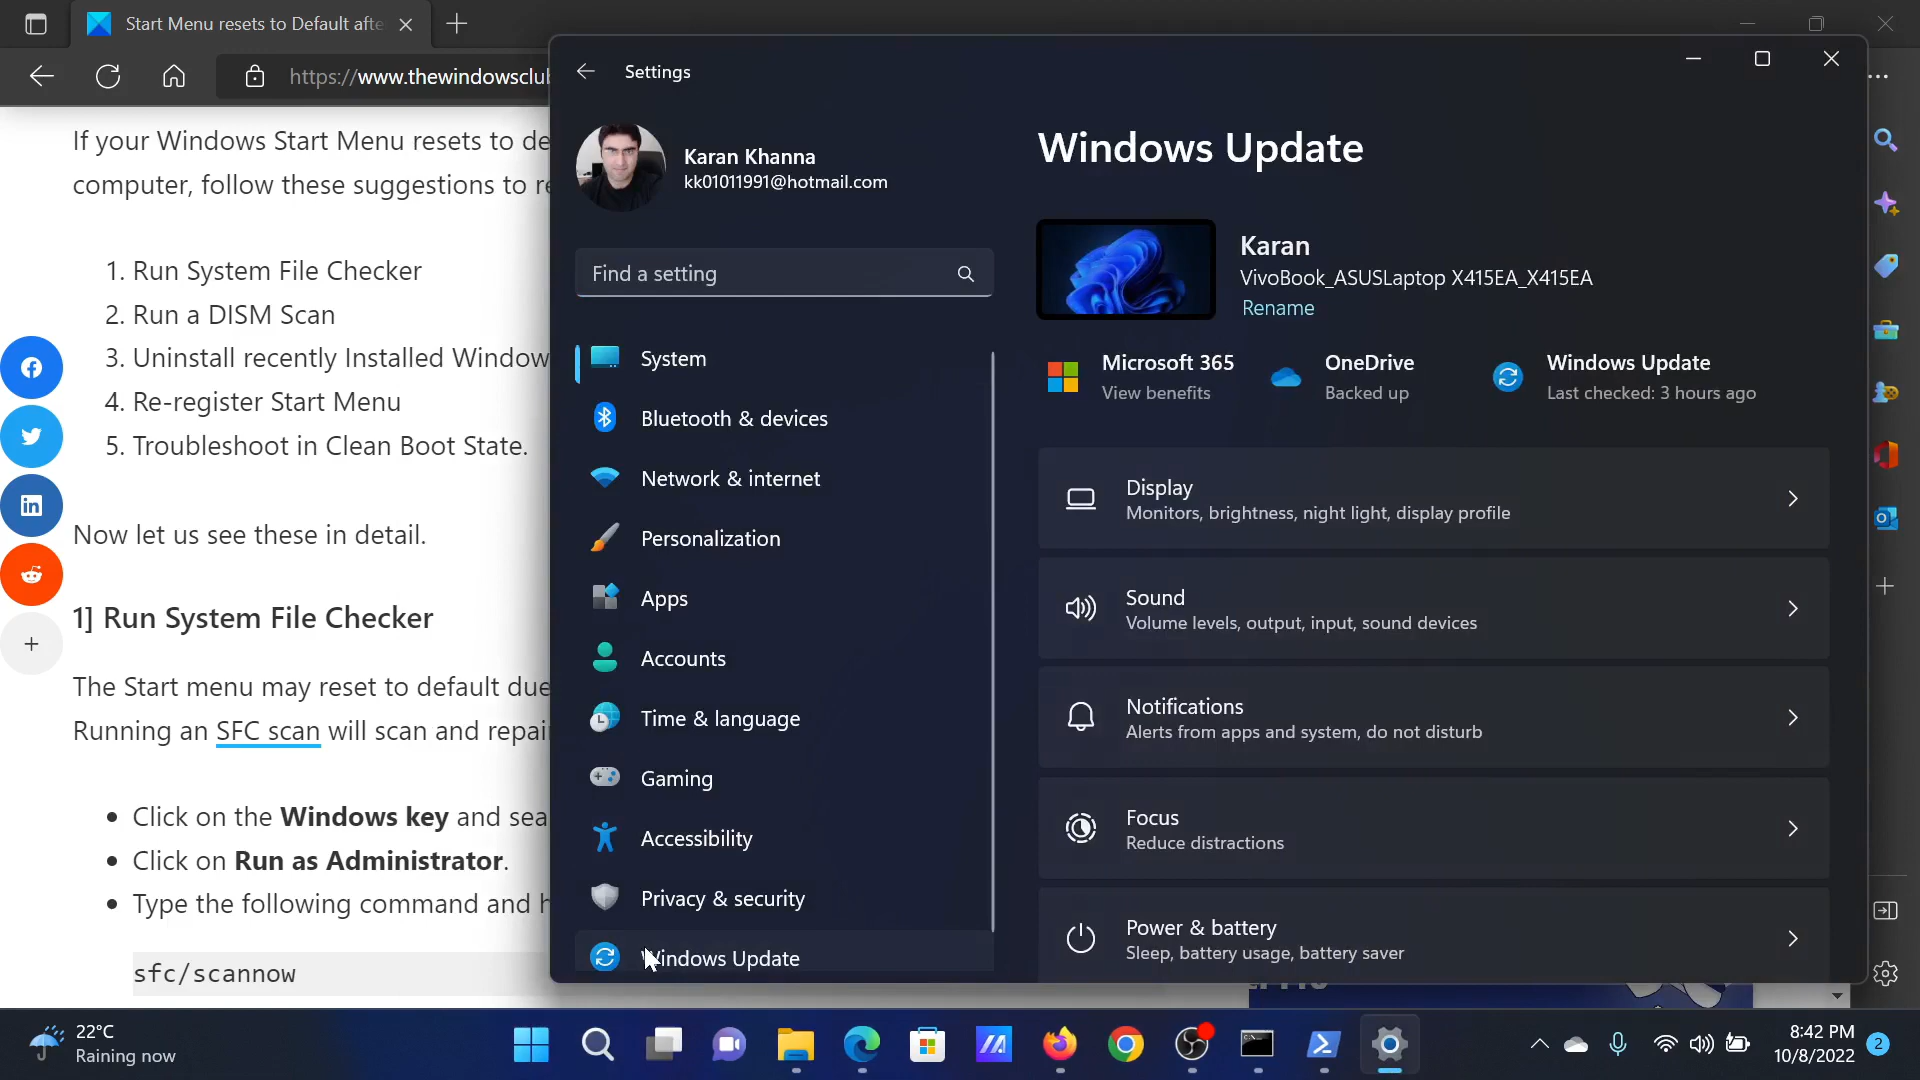 Start Menu resets to Default afte
https://www.thewindowsclub
If your Windows Start Menu resets to de
computer, follow these suggestions to re
1. Run System File Checker
2. Run a DISM Scan
3. Uninstall recently Installed Window
4. Re-register Start Menu
5. Troubleshoot in Clean Boot State.
Now let us see these in detail.
1] Run System File Checker
The Start menu may reset to default due
Running an SFC scan will scan and repai
• Click on the Windows key and sea
• Click on Run as Administrator.
• Type the following command and h
sfc/scannow
Settings
Karan Khanna
kk01011991@hotmail.com
Find a setting
System
Bluetooth & devices
Network & internet
Personalization
Apps
Accounts
Time & language
Gaming
Accessibility
Privacy & security
Windows Update
Windows Update
Karan
VivoBook_ASUSLaptop X415EA_X415EA
Rename
Microsoft 365
View benefits
OneDrive
Backed up
Windows Update
Last checked: 3 hours ago
Display
Monitors, brightness, night light, display profile
Sound
Volume levels, output, input, sound devices
Notifications
Alerts from apps and system, do not disturb
Focus
Reduce distractions
Power & battery
Sleep, battery usage, battery saver
22°C
Raining now
8:42 PM
10/8/2022
2